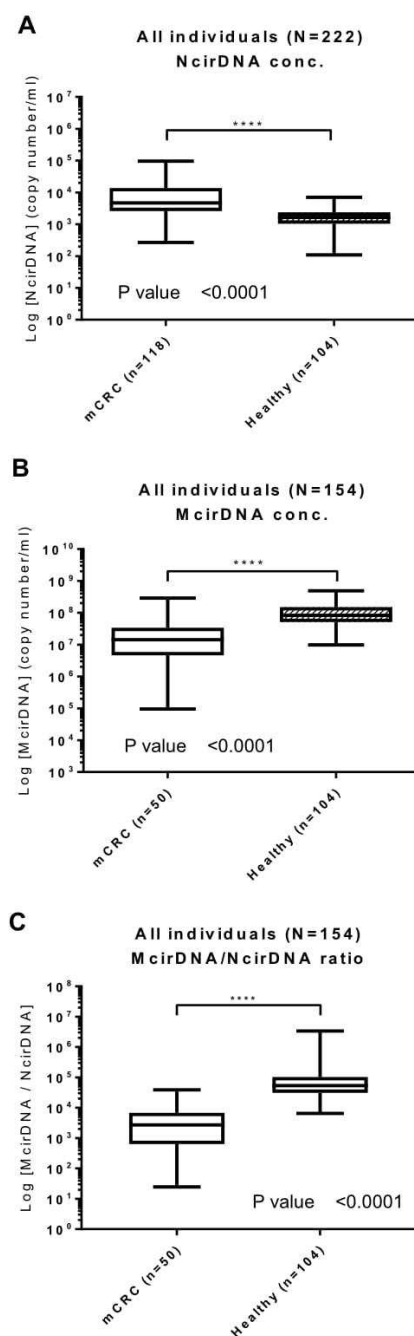 A
All individuals (N=222)
NcirDNA conc.
****
Log [NcirDNA] (copy number/ml)
10⁷
10⁶
10⁵
10⁴
10³
10²
10¹
10⁰
P value <0.0001
mCRC (n=118)
Healthy (n=104)
B
All individuals (N=154)
McirDNA conc.
****
Log [McirDNA] (copy number/ml)
10¹⁰
10⁹
10⁸
10⁷
10⁶
10⁵
10⁴
10³
P value <0.0001
mCRC (n=50)
Healthy (n=104)
C
All individuals (N=154)
McirDNA/NcirDNA ratio
****
Log [McirDNA / NcirDNA]
10⁸
10⁷
10⁶
10⁵
10⁴
10³
10²
10¹
10⁰
P value <0.0001
mCRC (n=50)
Healthy (n=104)